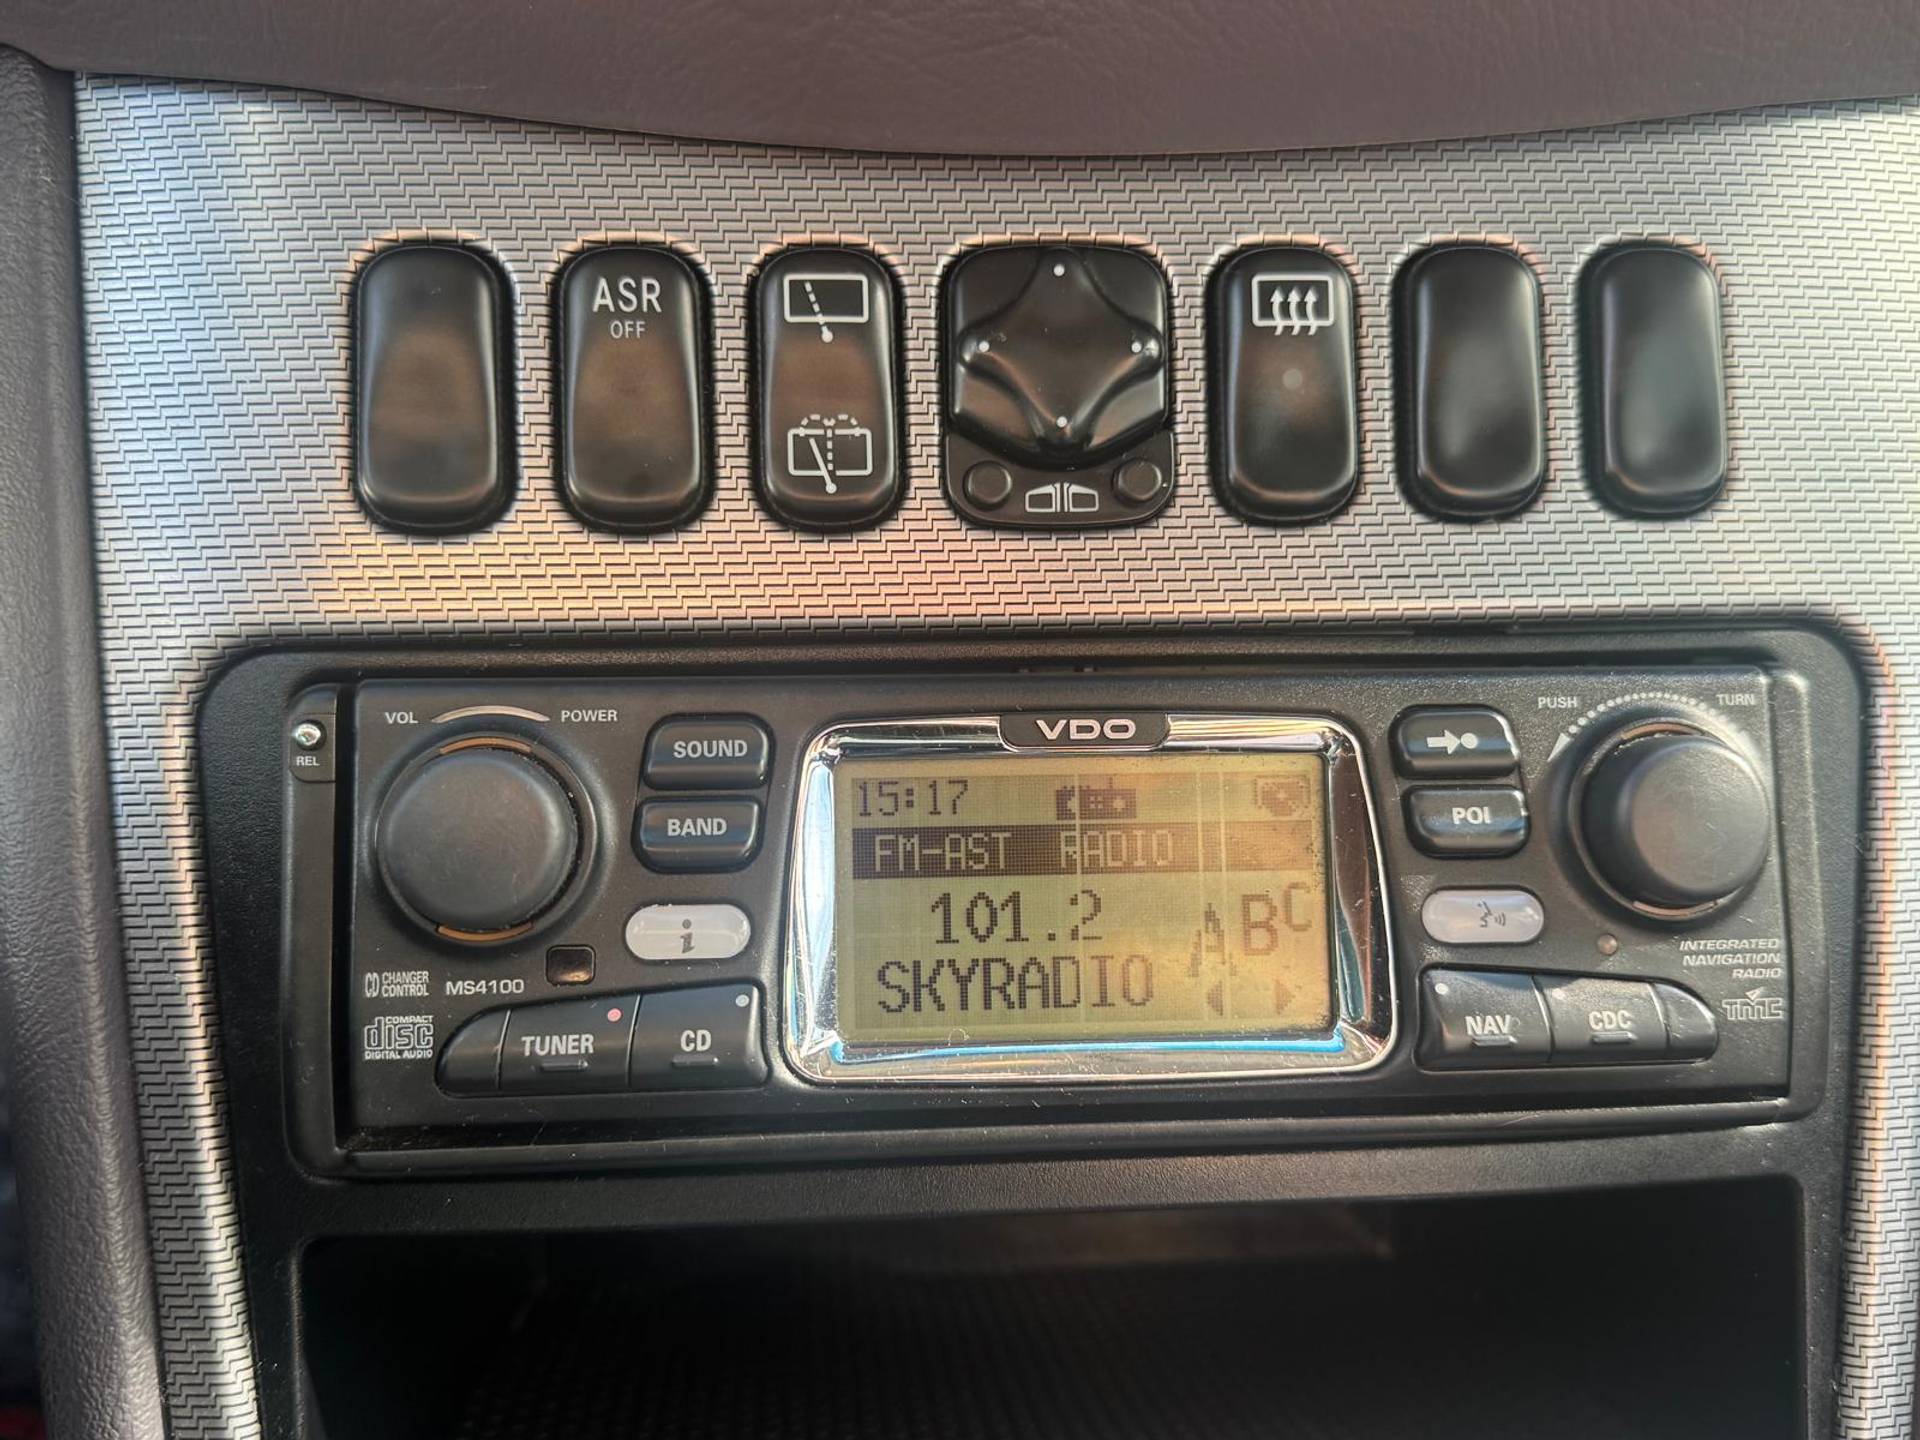 ASR
OFF
VOL POWER
REL
SOUND
BAND
i
CD CHANGER
CONTROL
MS4100
COMPACT
disc
DIGITAL AUDIO
TUNER
CD
VDO
15:17
FM-AST RADIO
101.2
SKYRADIO
ABC
PUSH TURN
POI
INTEGRATED
NAVIGATION
RADIO
TMC
NAV
CDC